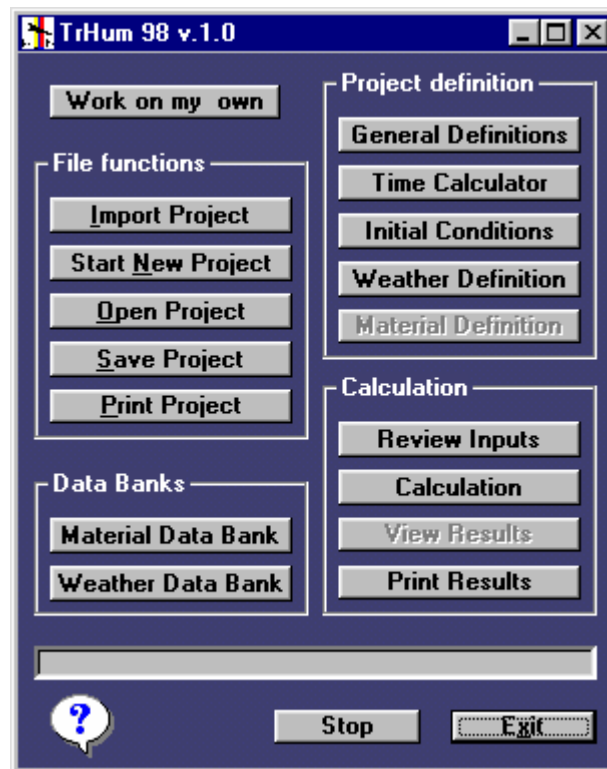 TrHum 98 v.1.0
Work on my own
File functions
Import Project
Start New Project
Open Project
Save Project
Print Project
Data Banks
Material Data Bank
Weather Data Bank
Project definition
General Definitions
Time Calculator
Initial Conditions
Weather Definition
Material Definition
Calculation
Review Inputs
Calculation
View Results
Print Results
?
Stop
Exit